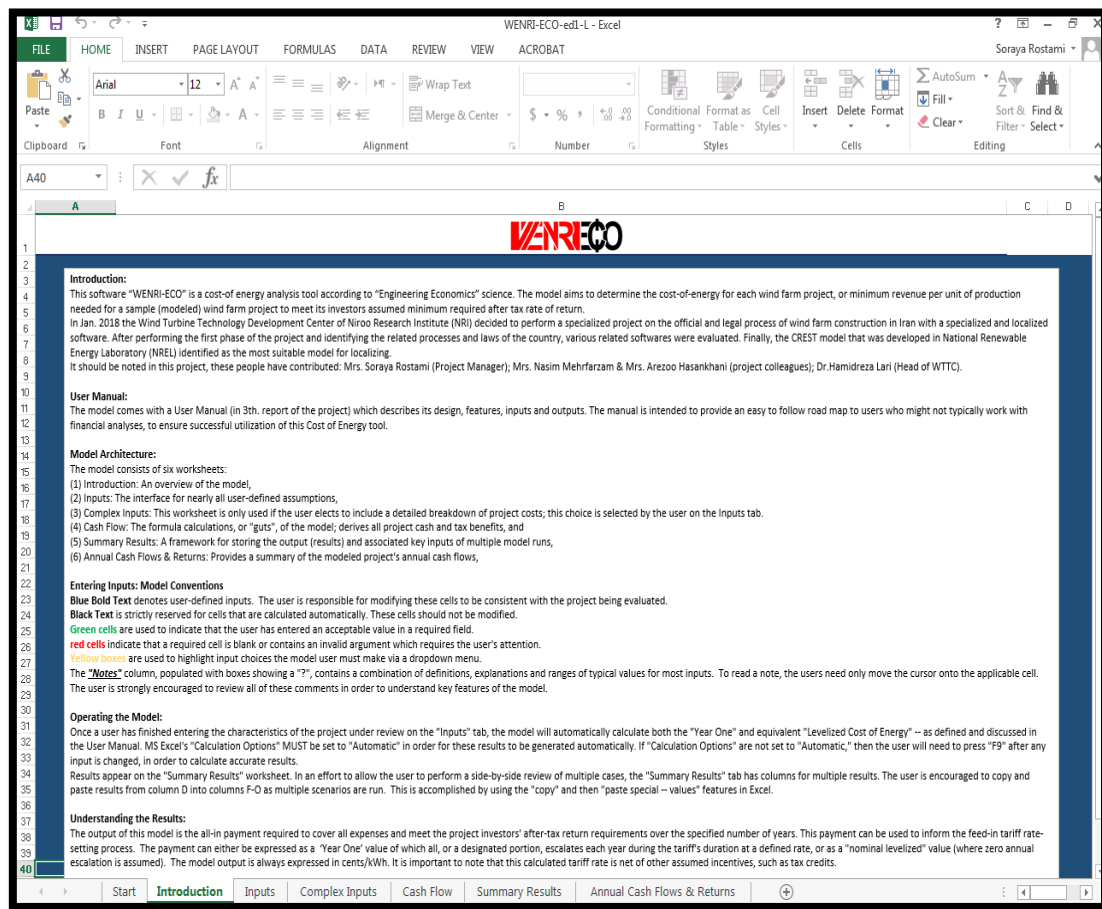 WENRI-ECO-ed1-L - Excel
FILE HOME INSERT PAGE LAYOUT FORMULAS DATA REVIEW VIEW ACROBAT Soraya Rostami
Arial 12 Wrap Text AutoSum
Paste B I U Merge & Center $ % Conditional Format as Cell Insert Delete Format Fill Sort & Find &
Formatting Table Styles Clear Filter Select
Clipboard Font Alignment Number Styles Cells Editing
A40 fx
A B C D
WENRIECO
Introduction:
This software “WENRI-ECO” is a cost-of energy analysis tool according to “Engineering Economics” science. The model aims to determine the cost-of-energy for each wind farm project, or minimum revenue per unit of production
needed for a sample (modeled) wind farm project to meet its investors assumed minimum required after tax rate of return.
In Jan. 2018 the Wind Turbine Technology Development Center of Niroo Research Institute (NRI) decided to perform a specialized project on the official and legal process of wind farm construction in Iran with a specialized and localized
software. After performing the first phase of the project and identifying the related processes and laws of the country, various related softwares were evaluated. Finally, the CREST model that was developed in National Renewable
Energy Laboratory (NREL) identified as the most suitable model for localizing.
It should be noted in this project, these people have contributed: Mrs. Soraya Rostami (Project Manager); Mrs. Nasim Mehrfarzam & Mrs. Arezoo Hasankhani (project colleagues); Dr.Hamidreza Lari (Head of WTTC).
User Manual:
The model comes with a User Manual (in 3th. report of the project) which describes its design, features, inputs and outputs. The manual is intended to provide an easy to follow road map to users who might not typically work with
financial analyses, to ensure successful utilization of this Cost of Energy tool.
Model Architecture:
The model consists of six worksheets:
(1) Introduction: An overview of the model,
(2) Inputs: The interface for nearly all user-defined assumptions,
(3) Complex Inputs: This worksheet is only used if the user elects to include a detailed breakdown of project costs; this choice is selected by the user on the Inputs tab.
(4) Cash Flow: The formula calculations, or "guts", of the model; derives all project cash and tax benefits, and
(5) Summary Results: A framework for storing the output (results) and associated key inputs of multiple model runs,
(6) Annual Cash Flows & Returns: Provides a summary of the modeled project's annual cash flows,
Entering Inputs: Model Conventions
Blue Bold Text denotes user-defined inputs. The user is responsible for modifying these cells to be consistent with the project being evaluated.
Black Text is strictly reserved for cells that are calculated automatically. These cells should not be modified.
Green cells are used to indicate that the user has entered an acceptable value in a required field.
red cells indicate that a required cell is blank or contains an invalid argument which requires the user's attention.
Yellow boxes are used to highlight input choices the model user must make via a dropdown menu.
The "Notes" column, populated with boxes showing a "?", contains a combination of definitions, explanations and ranges of typical values for most inputs. To read a note, the users need only move the cursor onto the applicable cell.
The user is strongly encouraged to review all of these comments in order to understand key features of the model.
Operating the Model:
Once a user has finished entering the characteristics of the project under review on the "Inputs" tab, the model will automatically calculate both the "Year One" and equivalent "Levelized Cost of Energy" -- as defined and discussed in
the User Manual. MS Excel's "Calculation Options" MUST be set to "Automatic" in order for these results to be generated automatically. If "Calculation Options" are not set to "Automatic," then the user will need to press "F9" after any
input is changed, in order to calculate accurate results.
Results appear on the "Summary Results" worksheet. In an effort to allow the user to perform a side-by-side review of multiple cases, the "Summary Results" tab has columns for multiple results. The user is encouraged to copy and
paste results from column D into columns F-O as multiple scenarios are run. This is accomplished by using the "copy" and then "paste special -- values" features in Excel.
Understanding the Results:
The output of this model is the all-in payment required to cover all expenses and meet the project investors' after-tax return requirements over the specified number of years. This payment can be used to inform the feed-in tariff rate-
setting process. The payment can either be expressed as a 'Year One' value of which all, or a designated portion, escalates each year during the tariff's duration at a defined rate, or as a "nominal levelized" value (where zero annual
escalation is assumed). The model output is always expressed in cents/kWh. It is important to note that this calculated tariff rate is net of other assumed incentives, such as tax credits.
Start Introduction Inputs Complex Inputs Cash Flow Summary Results Annual Cash Flows & Returns